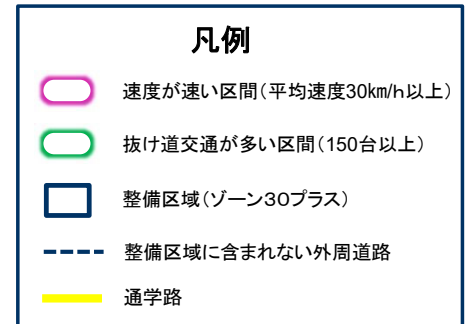 凡例
速度が速い区間(平均速度30㎞/h以上)
抜け道交通が多い区間(150台以上)
整備区域(ゾーン30プラス)
整備区域に含まれない外周道路
通学路